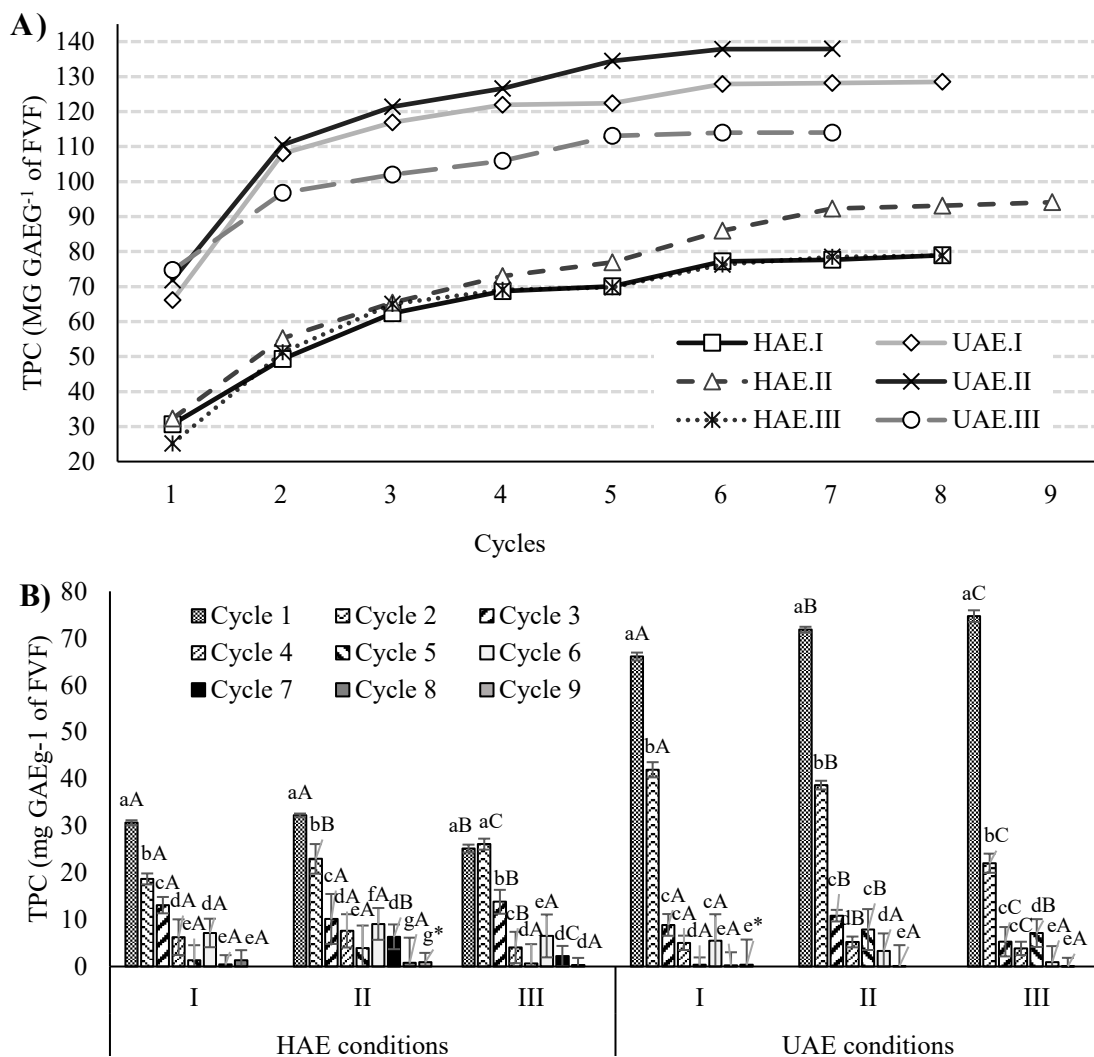 A)
TPC (MG GAEG-1 of FVF)
140
130
120
110
100
90
80
70
60
50
40
30
20
HAE.I UAE.I
HAE.II UAE.II
HAE.III UAE.III
1 2 3 4 5 6 7 8 9
Cycles
B)
TPC (mg GAEg-1 of FVF)
80
70
60
50
40
30
20
10
0
Cycle 1 Cycle 2 Cycle 3
Cycle 4 Cycle 5 Cycle 6
Cycle 7 Cycle 8 Cycle 9
aA bA cA dA eA dA eA eA
aA bB cA dA eA fA dB gA g*
aB aC bB cB dA eA dC dA
aA bA cA cA dA cA eA e*
aB bB cB dB cB dA eA
aC bC cC cC dB eA eA
I II III I II III
HAE conditions UAE conditions